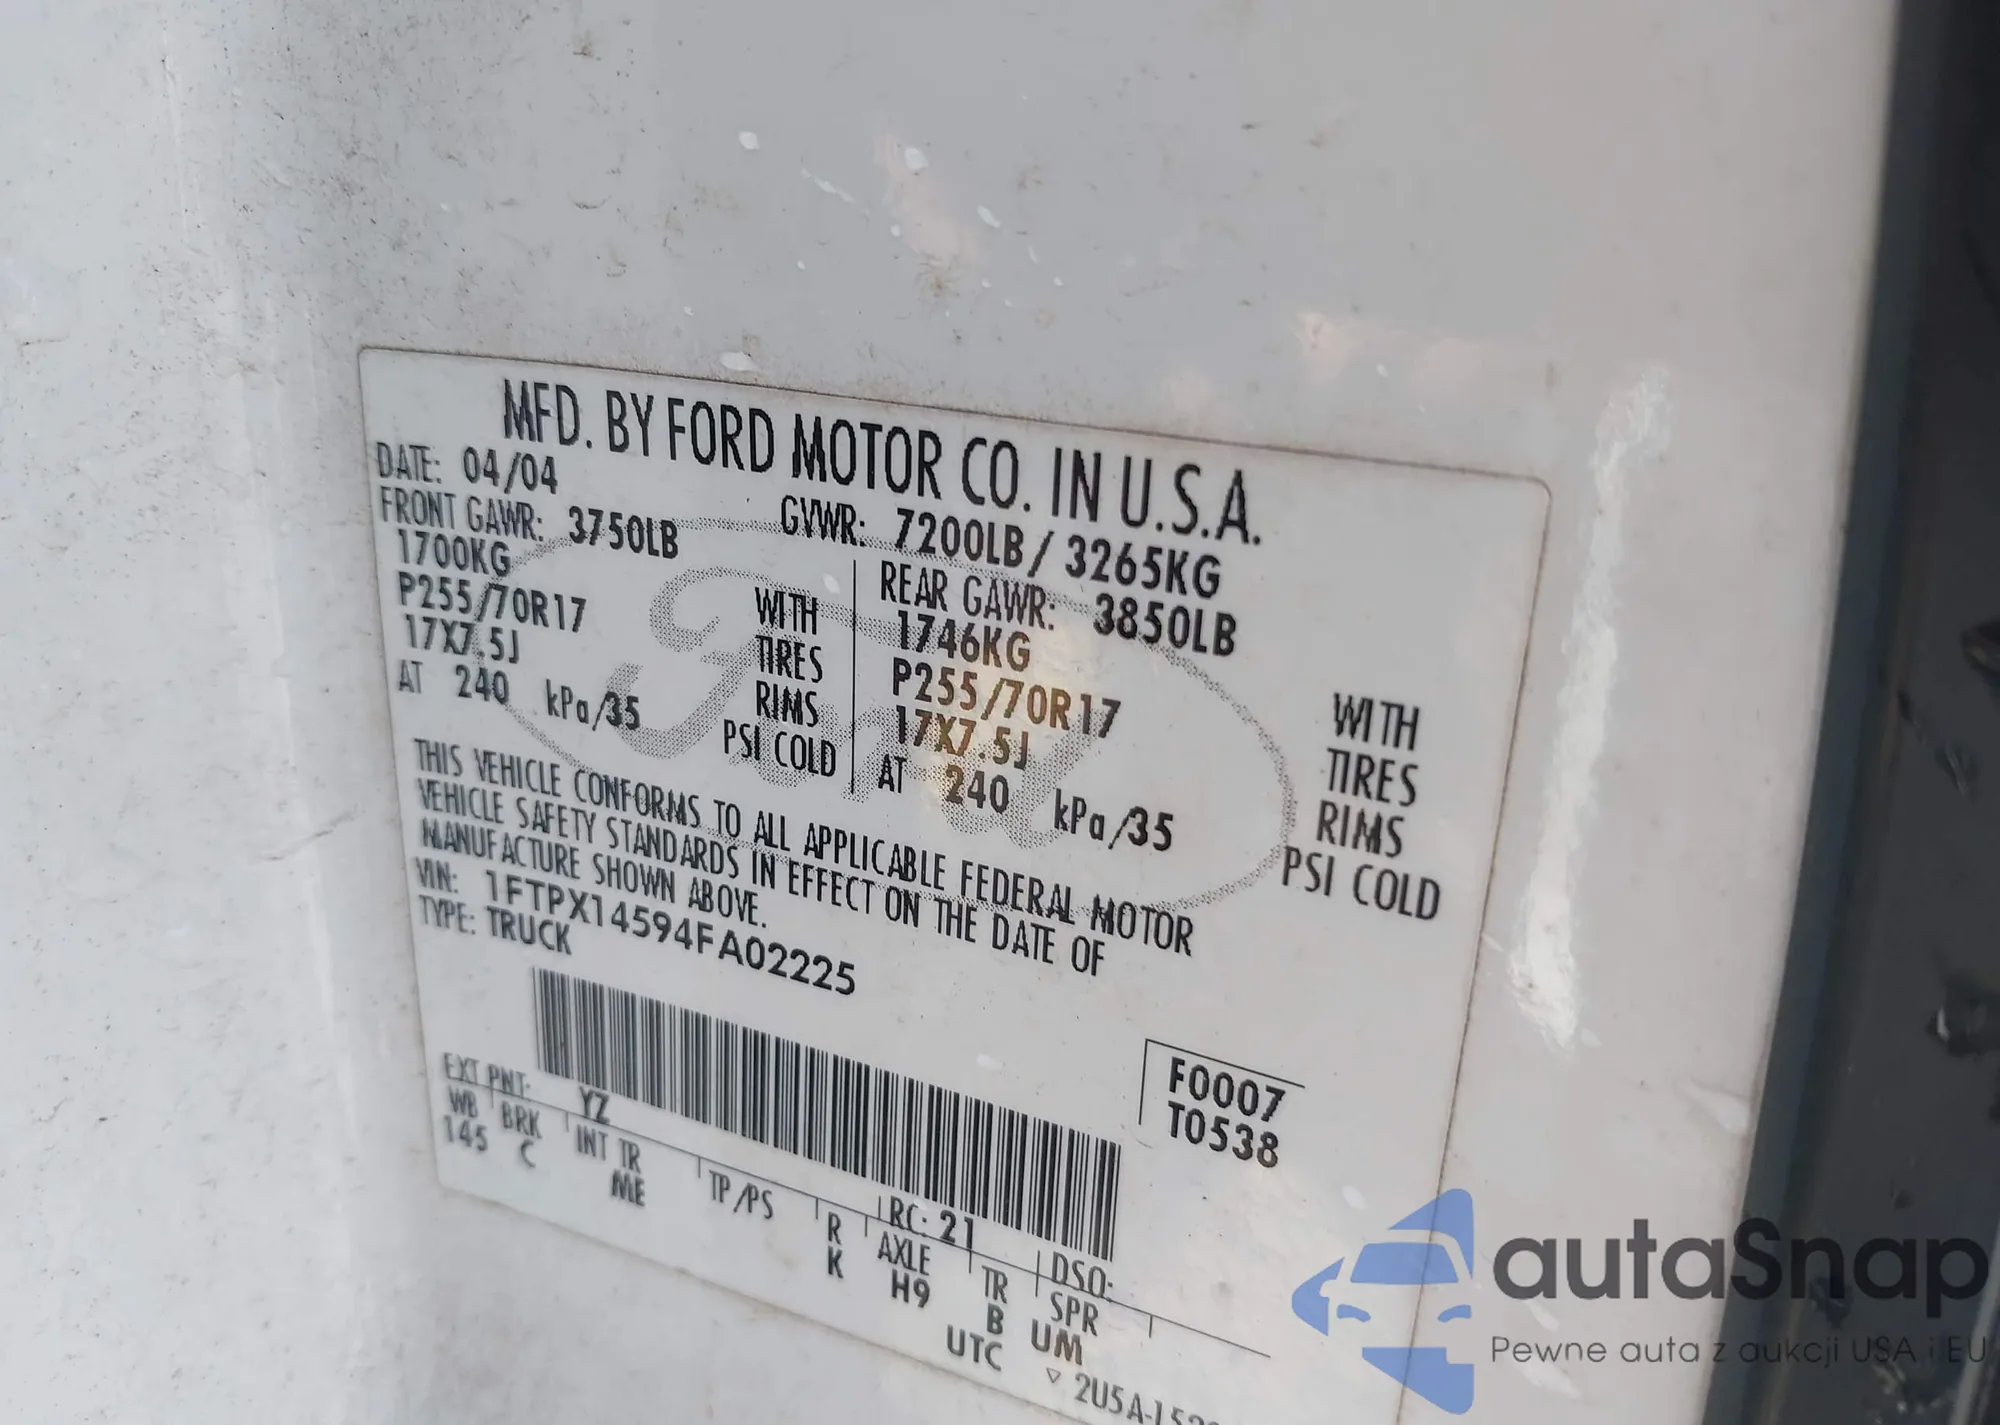 MFD. BY FORD MOTOR CO. IN U.S.A.
DATE: 04/04 GVWR: 7200LB / 3265KG
FRONT GAWR: 3750LB REAR GAWR: 3850LB
1700KG 1746KG
P255/70R17 WITH TIRES P255/70R17 WITH TIRES
17X7.5J RIMS 17X7.5J RIMS
AT 240 kPa/35 PSI COLD AT 240 kPa/35 PSI COLD
THIS VEHICLE CONFORMS TO ALL APPLICABLE FEDERAL MOTOR
VEHICLE SAFETY STANDARDS IN EFFECT ON THE DATE OF
MANUFACTURE SHOWN ABOVE.
VIN: 1FTPX14594FA02225
TYPE: TRUCK
F0007
T0538
EXT PNT: YZ RC: 21 DSO:
WB BRK INT TR TP/PS R AXLE TR SPR
145 C ME K H9 B UM
UTC
▽ 2U5A-
Ford
autaSnap
Pewne auta z aukcji USA i EU